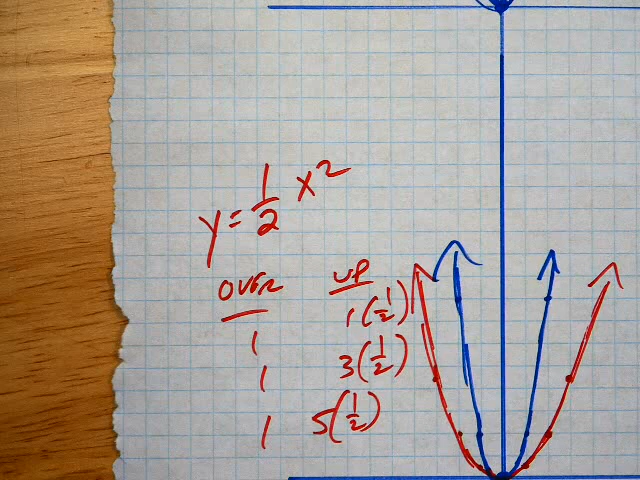 y = 1/2 x²
OVER UP
1 1(1/2)
1 3(1/2)
1 5(1/2)